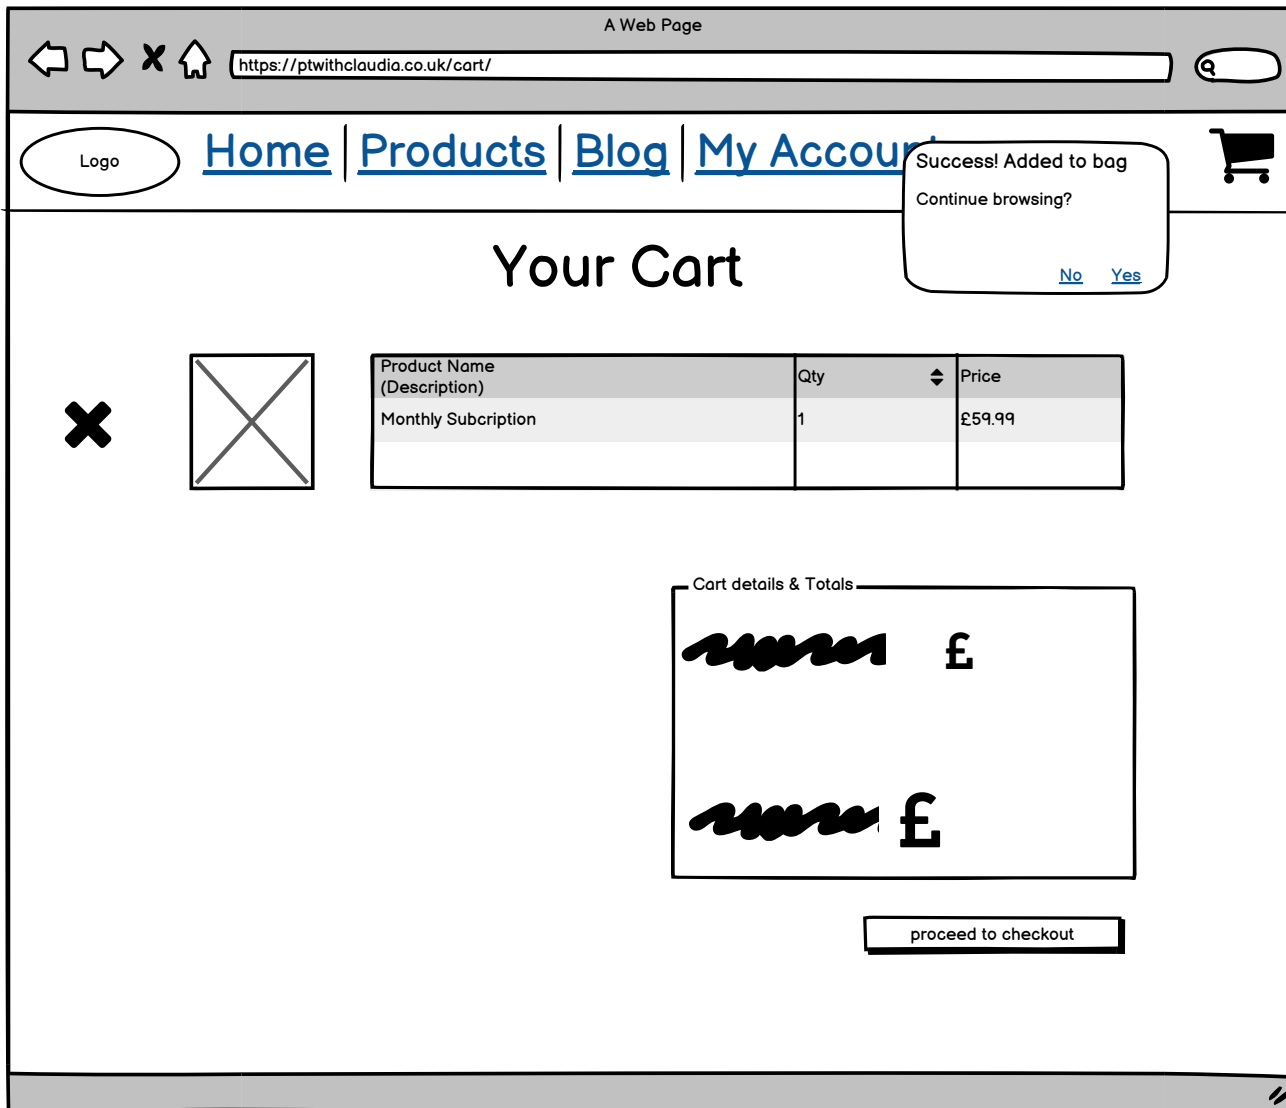 A Web Page
https://ptwithclaudia.co.uk/cart/
Logo
Home
Products
Blog
My Accoun
Success! Added to bag
Continue browsing?
No Yes
Your Cart
Product Name
(Description)
Qty
Price
Monthly Subcription
1
£59.99
Cart details & Totals
£
£
proceed to checkout